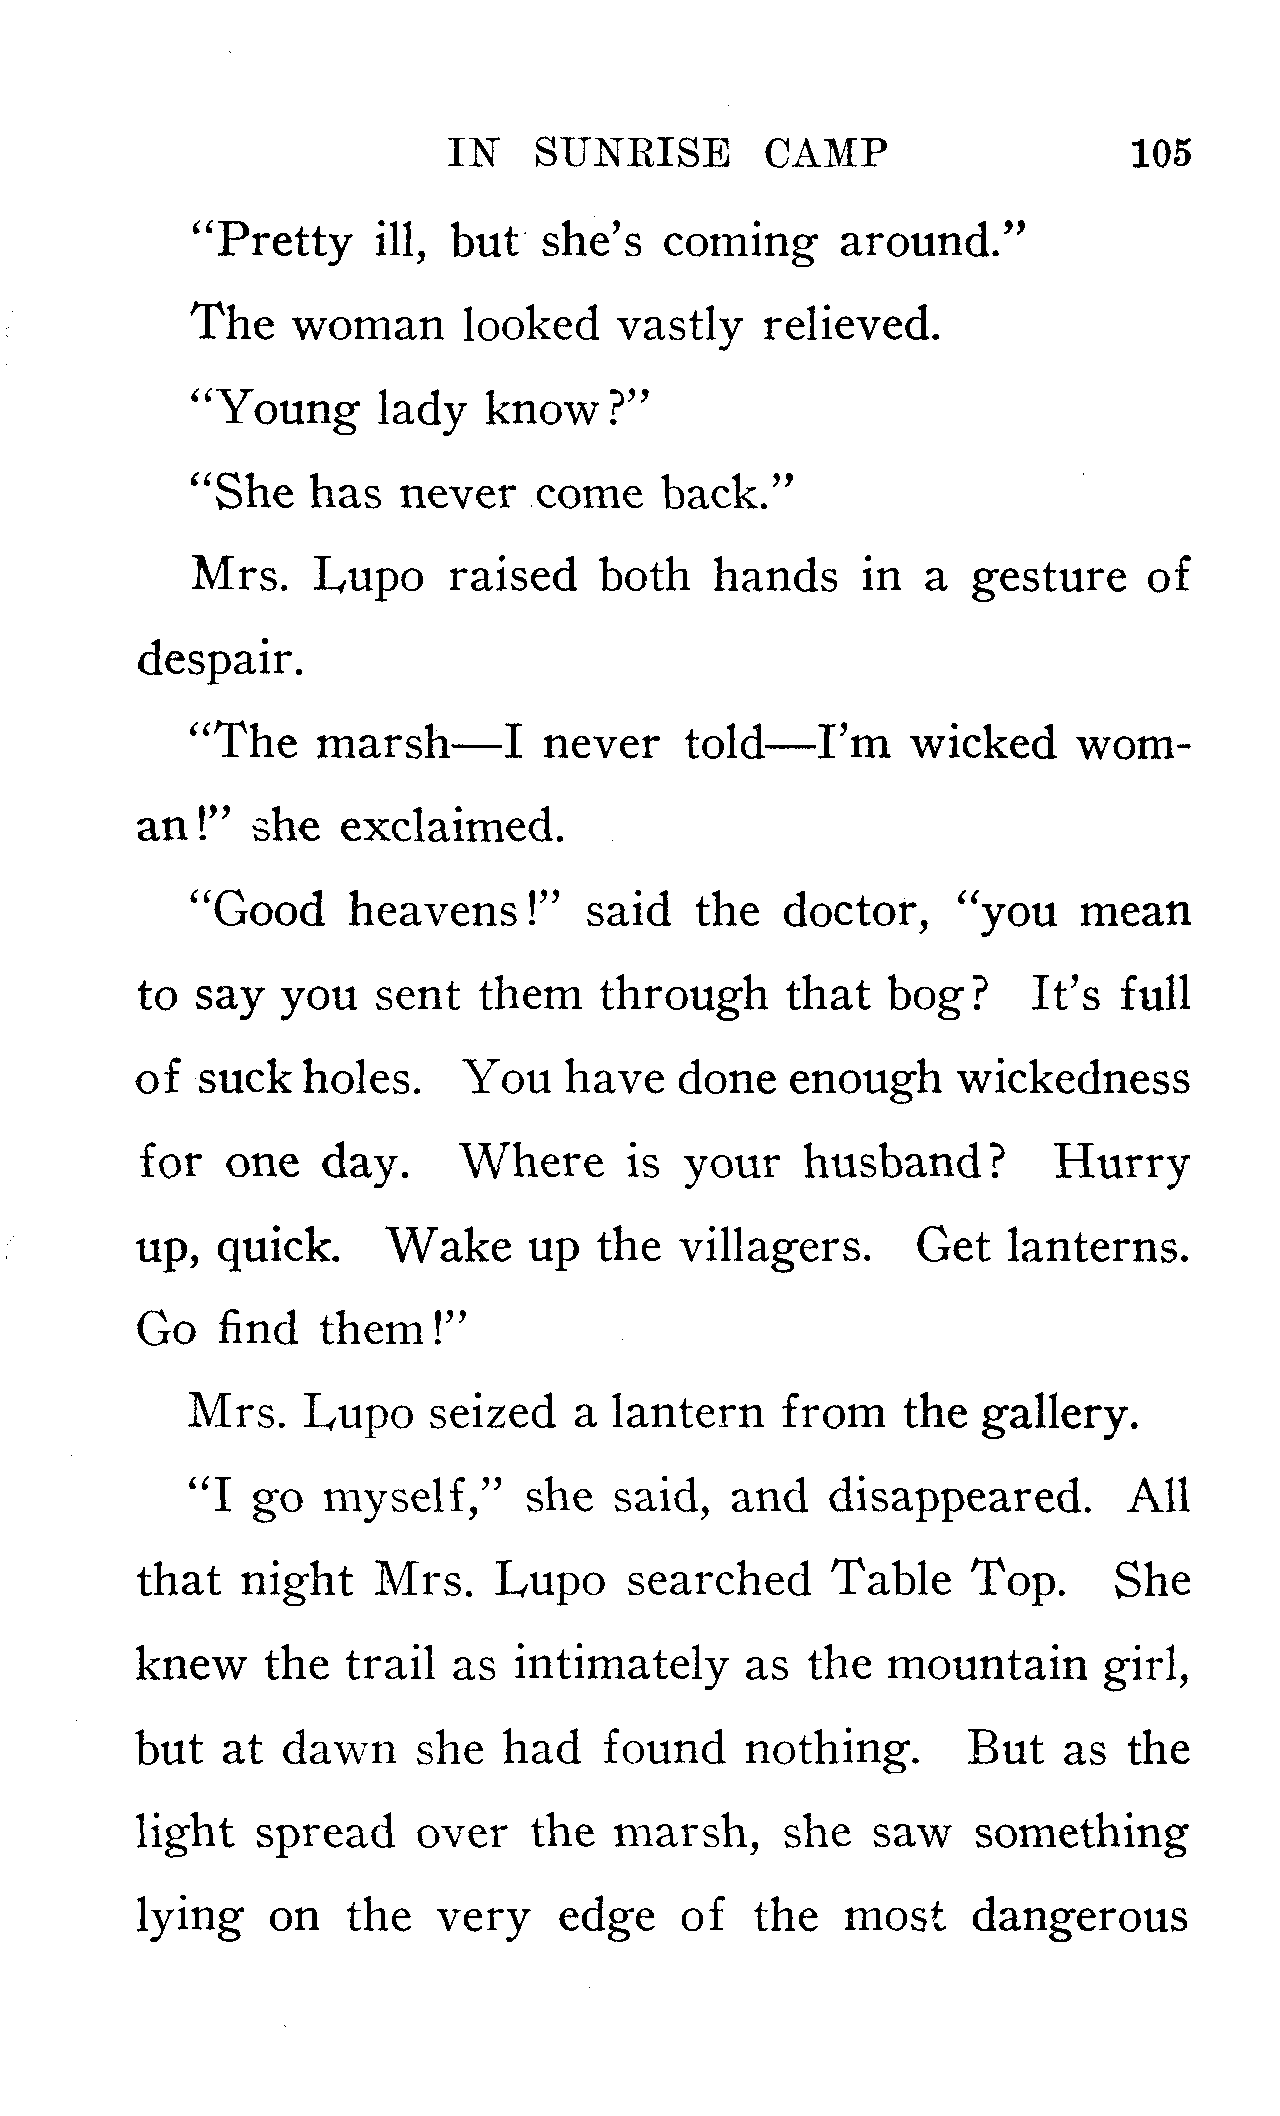 IN SUNRISE CAMP 105
"Pretty ill, but she's coming around."
The woman looked vastly relieved.
"Young lady know?"
"She has never come back."
Mrs. Lupo raised both hands in a gesture of
despair.
"The marsh—I never told—I'm wicked wom-
an!" she exclaimed.
"Good heavens!" said the doctor, "you mean
to say you sent them through that bog? It's full
of suck holes. You have done enough wickedness
for one day. Where is your husband? Hurry
up, quick. Wake up the villagers. Get lanterns.
Go find them!"
Mrs. Lupo seized a lantern from the gallery.
"I go myself," she said, and disappeared. All
that night Mrs. Lupo searched Table Top. She
knew the trail as intimately as the mountain girl,
but at dawn she had found nothing. But as the
light spread over the marsh, she saw something
lying on the very edge of the most dangerous